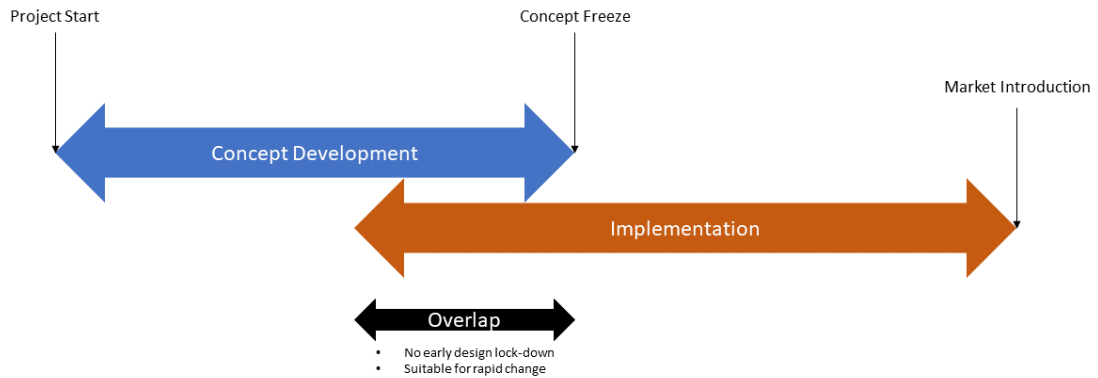 Project Start
Concept Freeze
Market Introduction
Concept Development
Implementation
Overlap
• No early design lock-down
• Suitable for rapid change